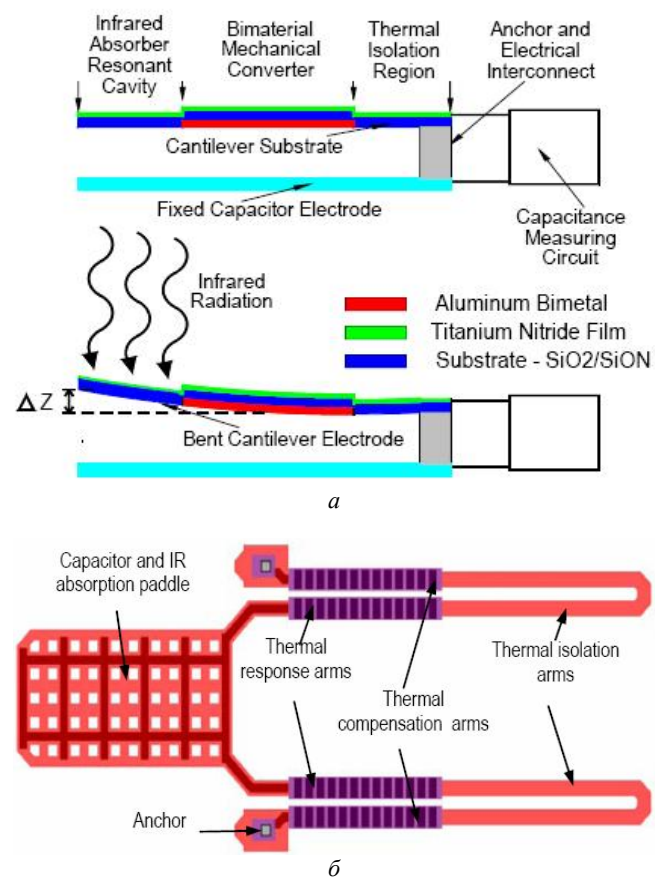 Infrared
Absorber
Resonant
Cavity
Bimaterial
Mechanical
Converter
Thermal
Isolation
Region
Anchor and
Electrical
Interconnect
Cantilever Substrate
Fixed Capacitor Electrode
Capacitance
Measuring
Circuit
Infrared
Radiation
Aluminum Bimetal
Titanium Nitride Film
Substrate - SiO2/SiON
Δ Z
Bent Cantilever Electrode
а
Capacitor and IR
absorption paddle
Thermal
response arms
Thermal
compensation arms
Thermal isolation
arms
Anchor
б